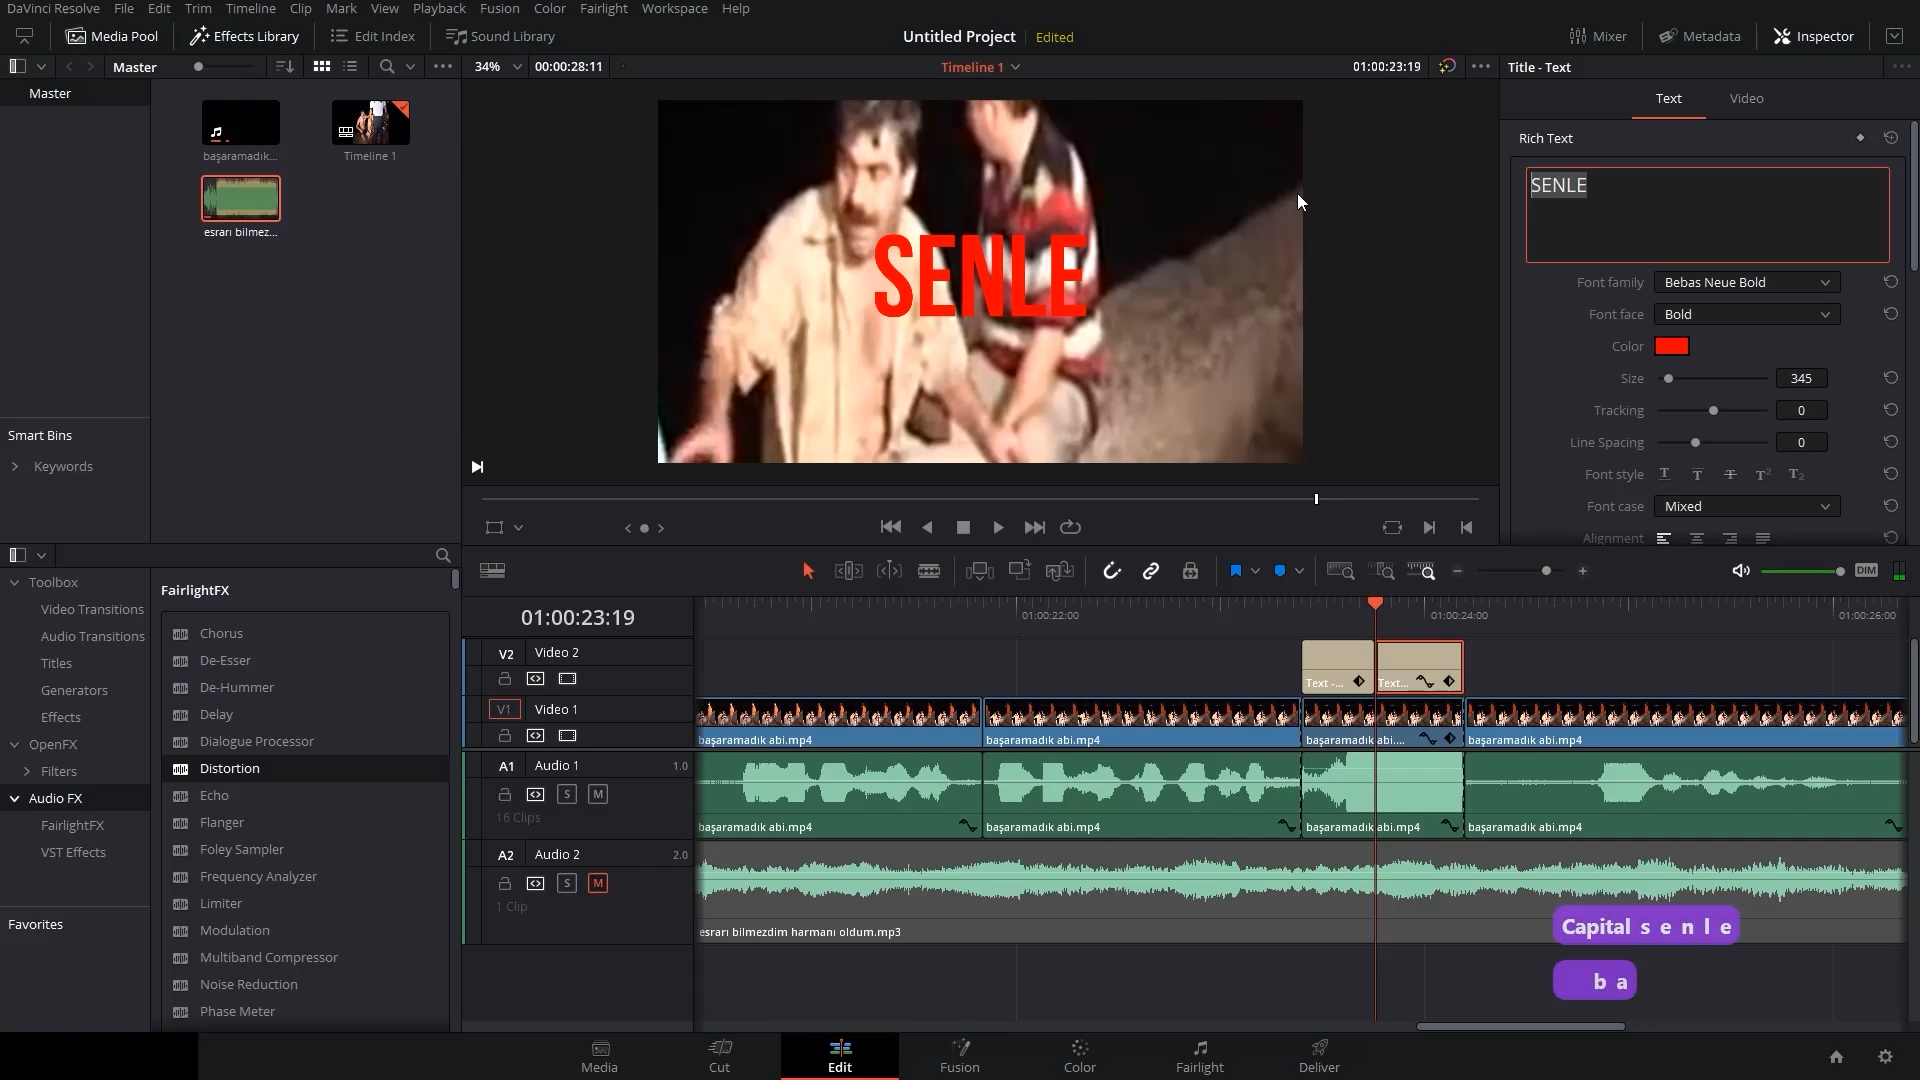 DaVinci Resolve File Edit Trim Timeline Clip Mark View Playback Fusion Color Fairlight Workspace Help
Media Pool Effects Library Edit Index Sound Library Untitled Project Edited Mixer Metadata Inspector
Master 34% 00:00:28:11 Timeline 1 01:00:23:19 Title - Text
Master
başaramadık...
Timeline 1
esrarı bilmez...
Smart Bins
Keywords
SENLE
Text Video
Rich Text
SENLE
Font family Bebas Neue Bold
Font face Bold
Color
Size 345
Tracking 0
Line Spacing 0
Font style T T T T2 T2
Font case Mixed
Alignment
Toolbox
Video Transitions
Audio Transitions
Titles
Generators
Effects
OpenFX
Filters
Audio FX
FairlightFX
VST Effects
Favorites
FairlightFX
Chorus
De-Esser
De-Hummer
Delay
Dialogue Processor
Distortion
Echo
Flanger
Foley Sampler
Frequency Analyzer
Limiter
Modulation
Multiband Compressor
Noise Reduction
Phase Meter
DIM
01:00:23:19 01:00:22:00 01:00:24:00 01:00:26:00
V2 Video 2
Text -... Text...
V1 Video 1
başaramadık abi.mp4 başaramadık abi.mp4 başaramadık abi.... başaramadık abi.mp4
A1 Audio 1 1.0
S M
16 Clips
başaramadık abi.mp4 başaramadık abi.mp4 başaramadık abi.mp4 başaramadık abi.mp4
A2 Audio 2 2.0
S M
1 Clip
esrarı bilmezdim harmanı oldum.mp3
Capital s e n l e
b a
Media Cut Edit Fusion Color Fairlight Deliver